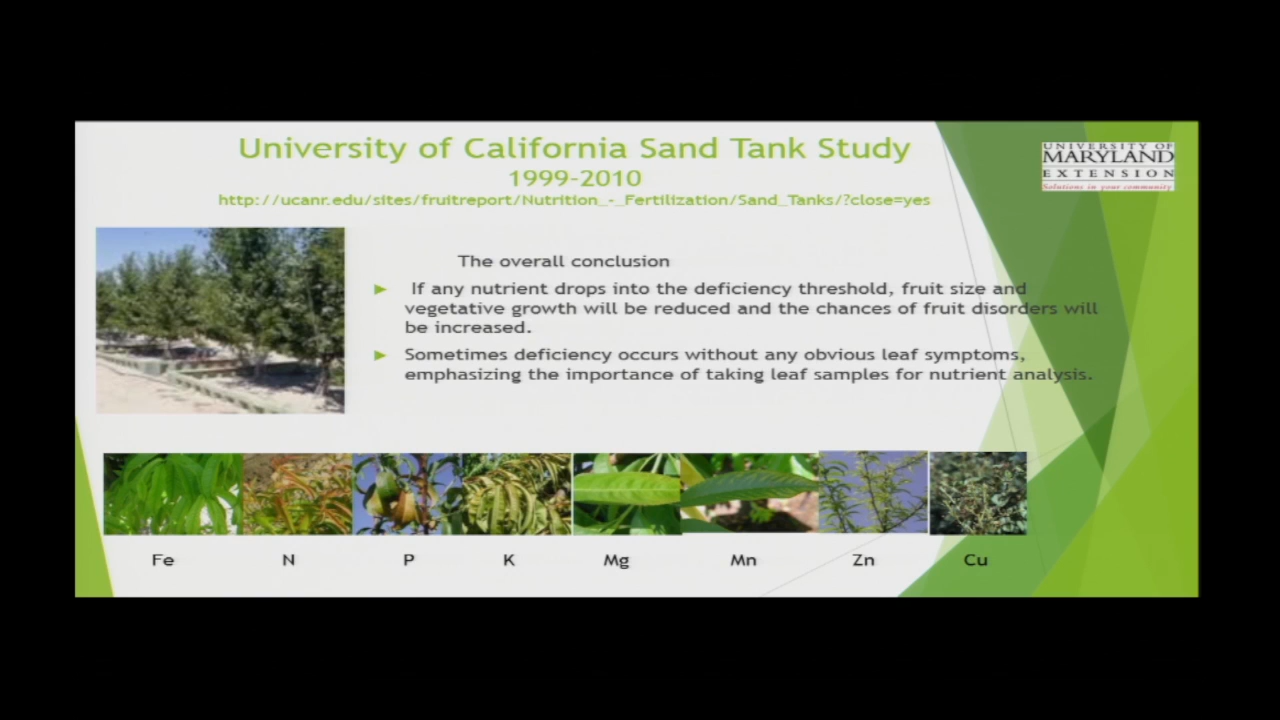 University of California Sand Tank Study
1999-2010
http://ucanr.edu/sites/fruitreport/Nutrition_-_Fertilization/Sand_Tanks/?close=yes
UNIVERSITY OF
MARYLAND
EXTENSION
Solutions in your community
The overall conclusion
If any nutrient drops into the deficiency threshold, fruit size and
vegetative growth will be reduced and the chances of fruit disorders will
be increased.
Sometimes deficiency occurs without any obvious leaf symptoms,
emphasizing the importance of taking leaf samples for nutrient analysis.
Fe N P K Mg Mn Zn Cu